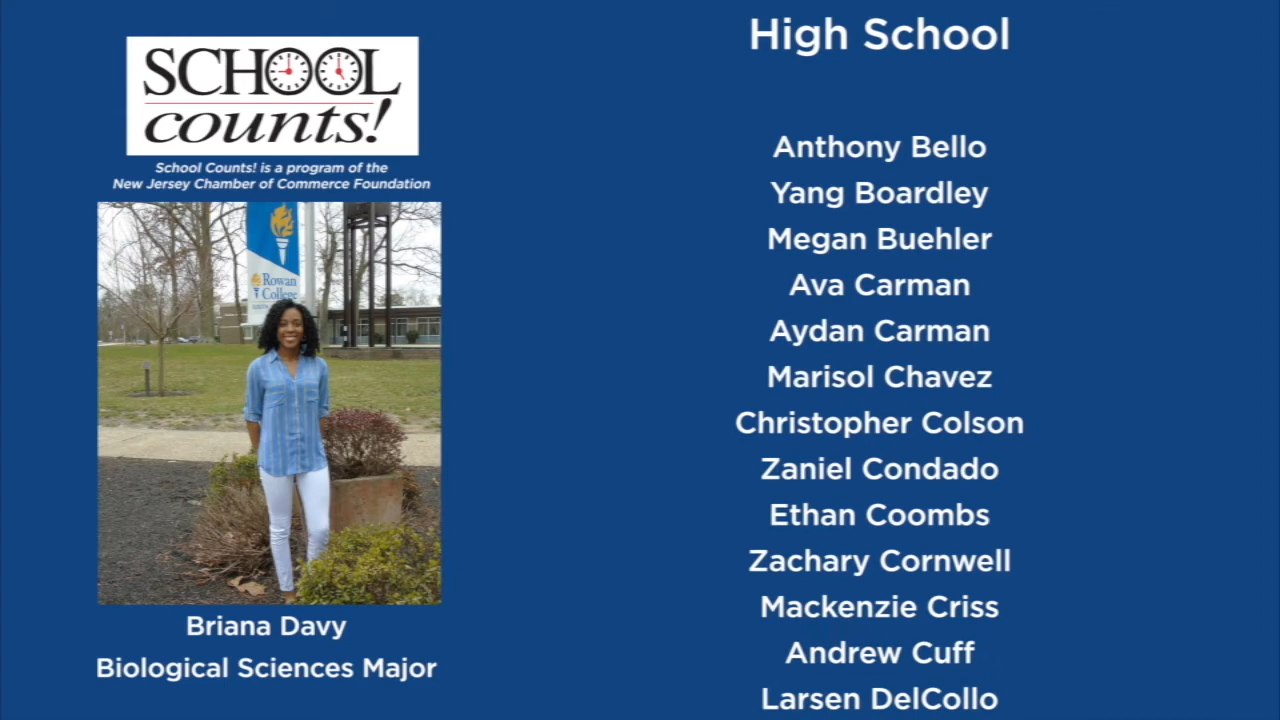 SCHOOL
counts!
School Counts! is a program of the
New Jersey Chamber of Commerce Foundation
Rowan
College
Briana Davy
Biological Sciences Major
High School
Anthony Bello
Yang Boardley
Megan Buehler
Ava Carman
Aydan Carman
Marisol Chavez
Christopher Colson
Zaniel Condado
Ethan Coombs
Zachary Cornwell
Mackenzie Criss
Andrew Cuff
Larsen DelCollo